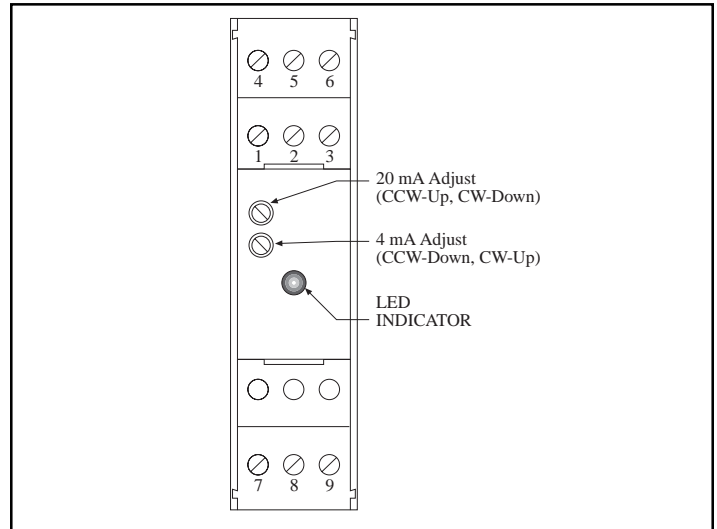 4 5 6
1 2 3
20 mA Adjust
(CCW-Up, CW-Down)
4 mA Adjust
(CCW-Down, CW-Up)
LED
INDICATOR
7 8 9